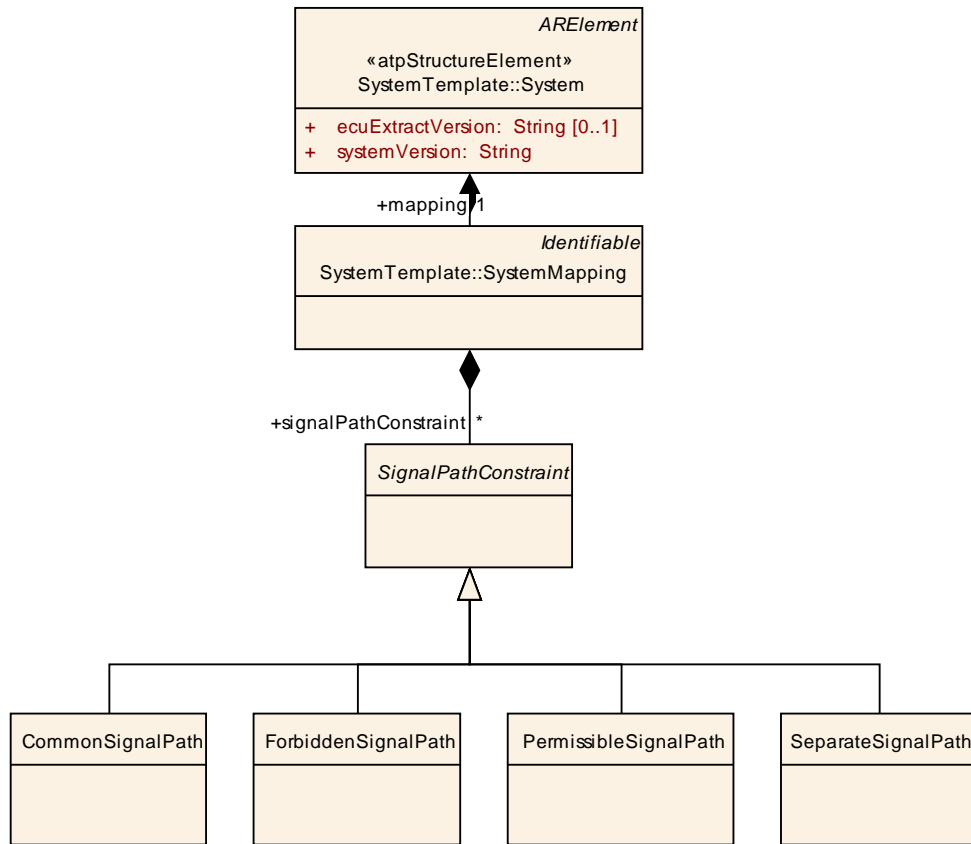 ARElement
«atpStructureElement»
SystemTemplate::System
+ ecuExtractVersion: String [0..1]
+ systemVersion: String
+mapping 1
Identifiable
SystemTemplate::SystemMapping
+signalPathConstraint *
SignalPathConstraint
CommonSignalPath
ForbiddenSignalPath
PermissibleSignalPath
SeparateSignalPath